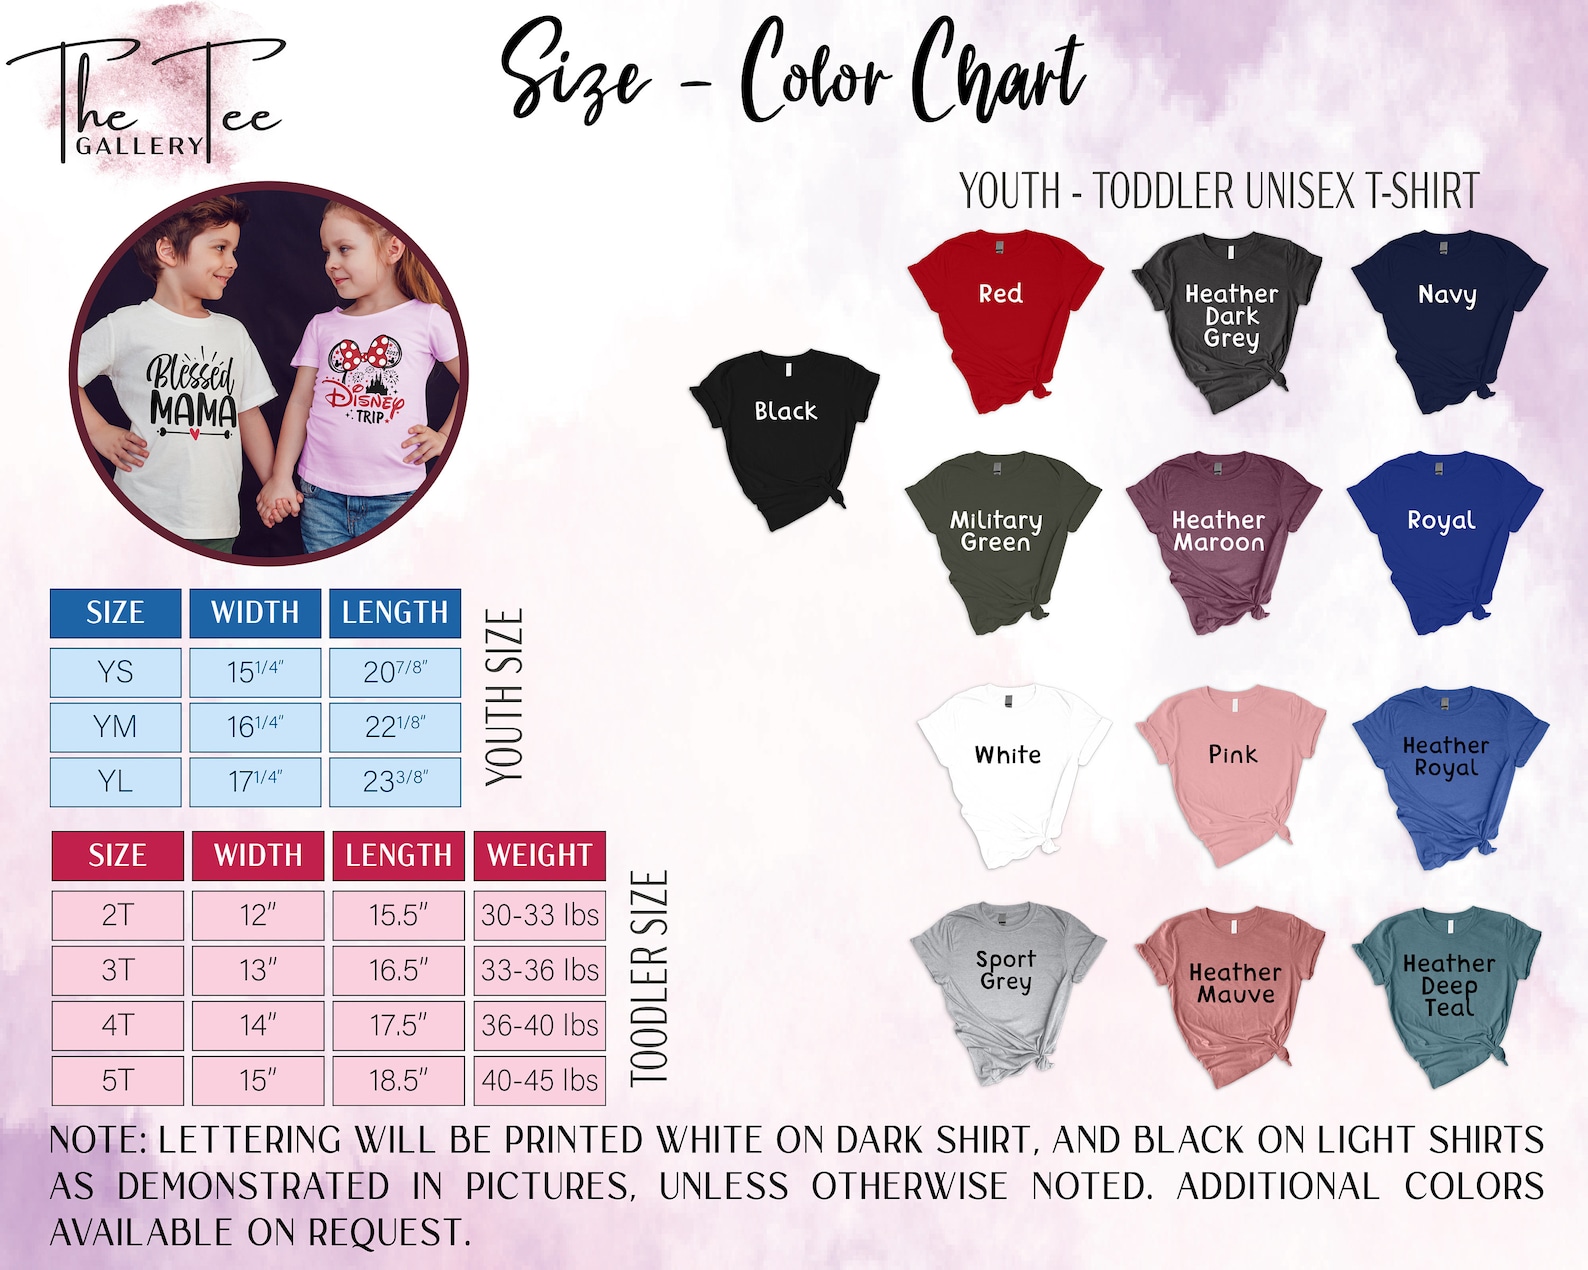 The Tee
GALLERY
Size - Color Chart
YOUTH - TODDLER UNISEX T-SHIRT
Blessed
MAMA
DISNEY
TRIP
Black
Red
Heather
Dark
Grey
Navy
Military
Green
Heather
Maroon
Royal
White
Pink
Heather
Royal
Sport
Grey
Heather
Mauve
Heather
Deep
Teal
SIZE WIDTH LENGTH
YS 15 1/4" 20 7/8"
YM 16 1/4" 22 1/8"
YL 17 1/4" 23 3/8"
YOUTH SIZE
SIZE WIDTH LENGTH WEIGHT
2T 12" 15.5" 30-33 lbs
3T 13" 16.5" 33-36 lbs
4T 14" 17.5" 36-40 lbs
5T 15" 18.5" 40-45 lbs
TOODLER SIZE
NOTE: LETTERING WILL BE PRINTED WHITE ON DARK SHIRT, AND BLACK ON LIGHT SHIRTS
AS DEMONSTRATED IN PICTURES, UNLESS OTHERWISE NOTED. ADDITIONAL COLORS
AVAILABLE ON REQUEST.